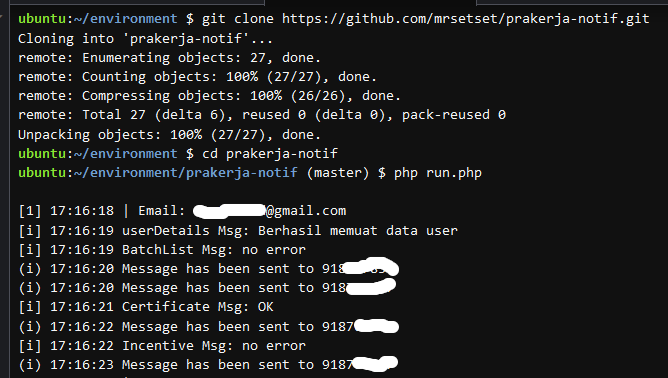 ubuntu:~/environment $ git clone https://github.com/mrsetset/prakerja-notif.git
Cloning into 'prakerja-notif'...
remote: Enumerating objects: 27, done.
remote: Counting objects: 100% (27/27), done.
remote: Compressing objects: 100% (26/26), done.
remote: Total 27 (delta 6), reused 0 (delta 0), pack-reused 0
Unpacking objects: 100% (27/27), done.
ubuntu:~/environment $ cd prakerja-notif
ubuntu:~/environment/prakerja-notif (master) $ php run.php
[1] 17:16:18 | Email: @gmail.com
[i] 17:16:19 userDetails Msg: Berhasil memuat data user
[i] 17:16:19 BatchList Msg: no error
(i) 17:16:20 Message has been sent to 918
(i) 17:16:20 Message has been sent to 918
[i] 17:16:21 Certificate Msg: OK
(i) 17:16:22 Message has been sent to 9187
[i] 17:16:22 Incentive Msg: no error
(i) 17:16:23 Message has been sent to 9187